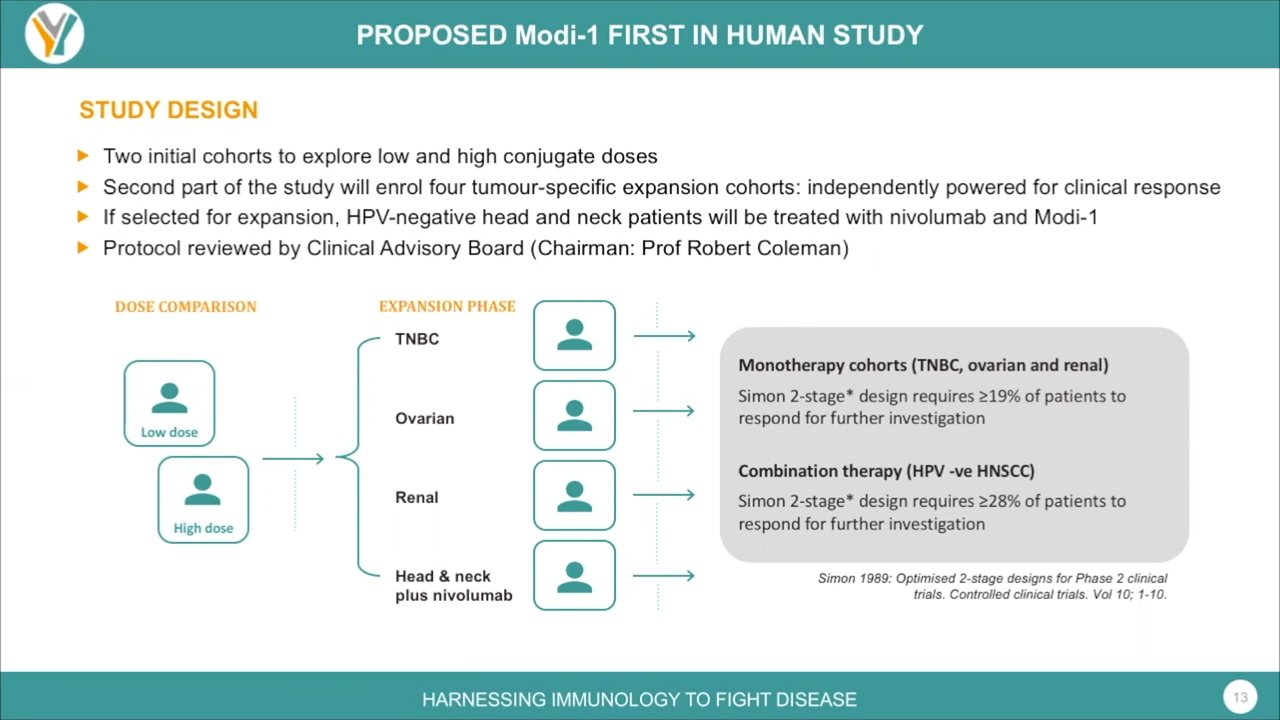 PROPOSED Modi-1 FIRST IN HUMAN STUDY
STUDY DESIGN
Two initial cohorts to explore low and high conjugate doses
Second part of the study will enrol four tumour-specific expansion cohorts: independently powered for clinical response
If selected for expansion, HPV-negative head and neck patients will be treated with nivolumab and Modi-1
Protocol reviewed by Clinical Advisory Board (Chairman: Prof Robert Coleman)
DOSE COMPARISON
Low dose
High dose
EXPANSION PHASE
TNBC
Ovarian
Renal
Head & neck
plus nivolumab
Monotherapy cohorts (TNBC, ovarian and renal)
Simon 2-stage* design requires ≥19% of patients to
respond for further investigation
Combination therapy (HPV -ve HNSCC)
Simon 2-stage* design requires ≥28% of patients to
respond for further investigation
Simon 1989: Optimised 2-stage designs for Phase 2 clinical
trials. Controlled clinical trials. Vol 10; 1-10.
HARNESSING IMMUNOLOGY TO FIGHT DISEASE
13